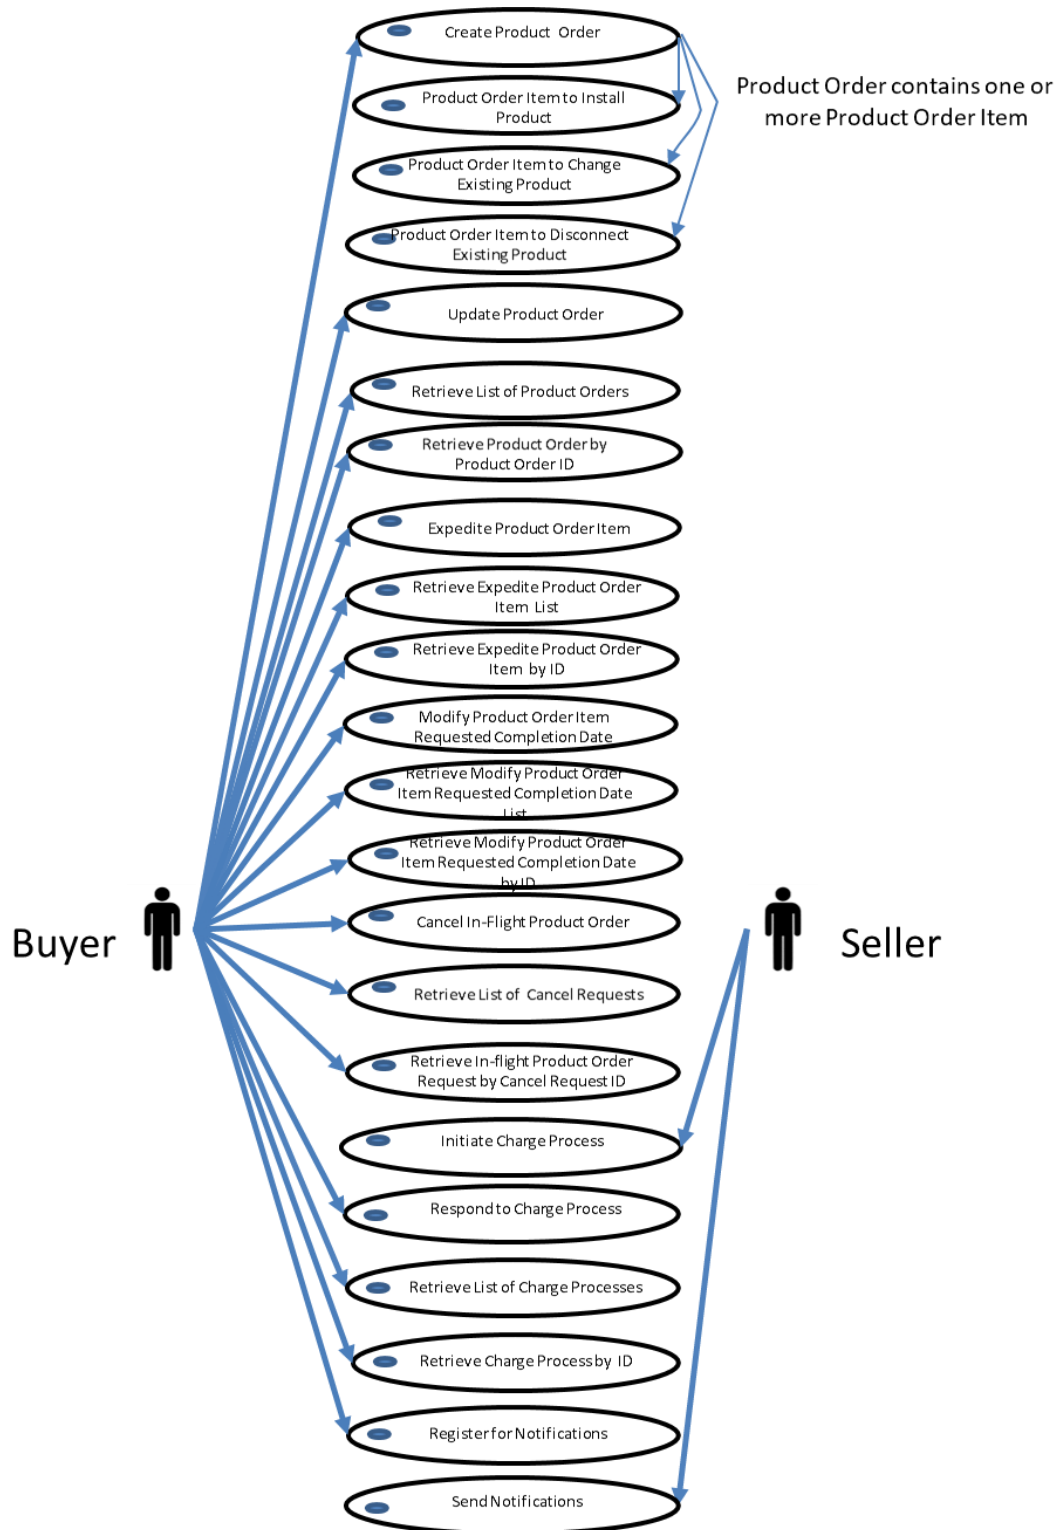 Create Product Order
Product Order contains one or
more Product Order Item
Product Order Item to Install
Product
Product Order Item to Change
Existing Product
Product Order Item to Disconnect
Existing Product
Update Product Order
Retrieve List of Product Orders
Retrieve Product Order by
Product Order ID
Expedite Product Order Item
Retrieve Expedite Product Order
Item List
Retrieve Expedite Product Order
Item by ID
Modify Product Order Item
Requested Completion Date
Retrieve Modify Product Order
Item Requested Completion Date
List
Retrieve Modify Product Order
Item Requested Completion Date
by ID
Cancel In-Flight Product Order
Buyer
Seller
Retrieve List of Cancel Requests
Retrieve In-flight Product Order
Request by Cancel Request ID
Initiate Charge Process
Respond to Charge Process
Retrieve List of Charge Processes
Retrieve Charge Process by ID
Register for Notifications
Send Notifications